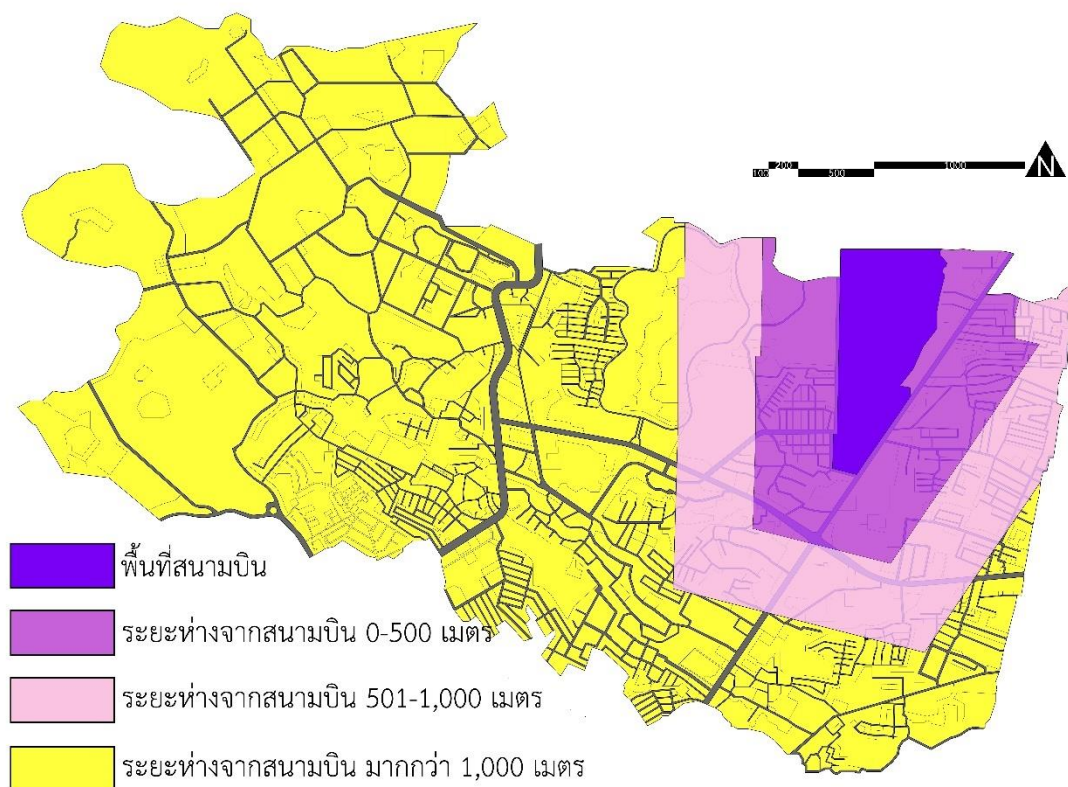 200 1000
100 500
N
พื้นที่สนามบิน
ระยะห่างจากสนามบิน 0-500 เมตร
ระยะห่างจากสนามบิน 501-1,000 เมตร
ระยะห่างจากสนามบิน มากกว่า 1,000 เมตร